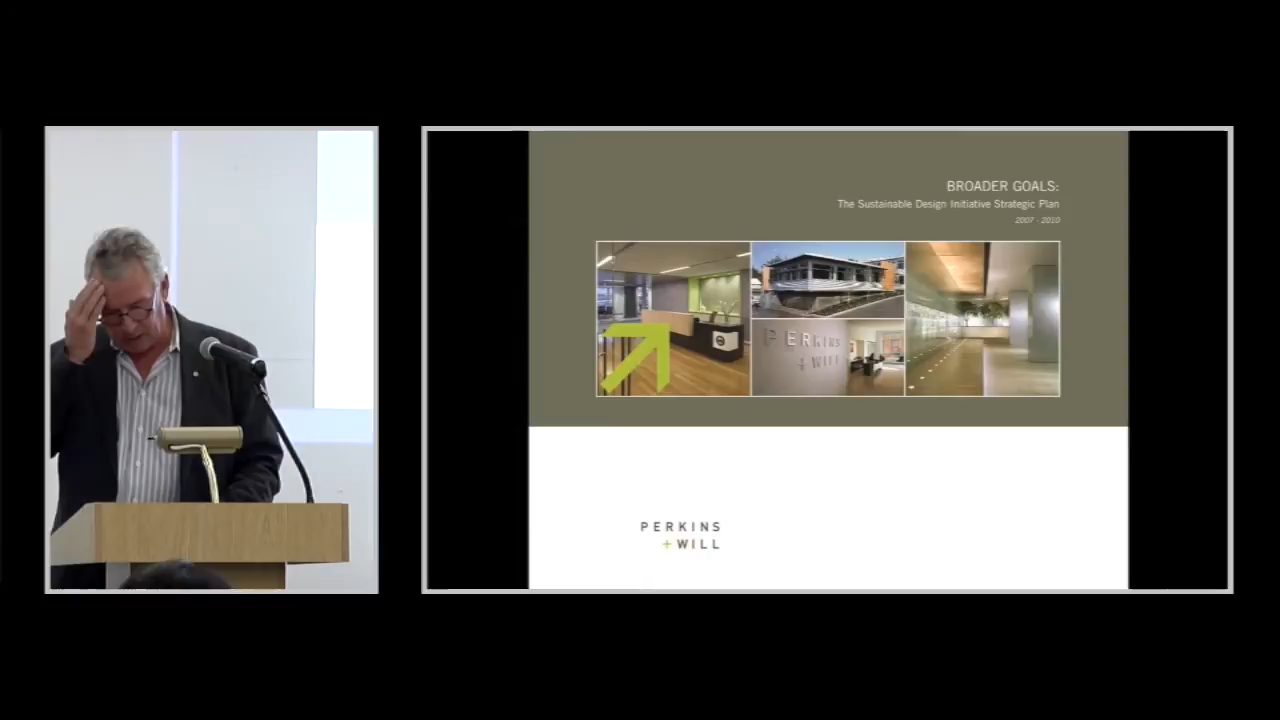 BROADER GOALS:
The Sustainable Design Initiative Strategic Plan
2007 - 2010
PERKINS
+WILL
PERKINS
+WILL